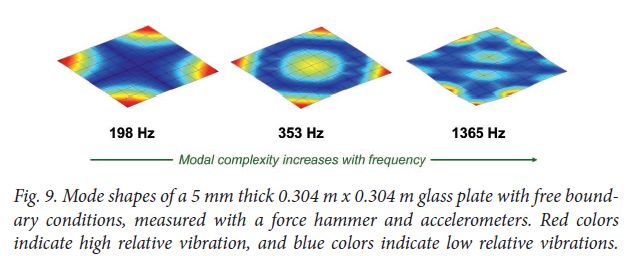 198 Hz 353 Hz 1365 Hz
Modal complexity increases with frequency
Fig. 9. Mode shapes of a 5 mm thick 0.304 m x 0.304 m glass plate with free bound-
ary conditions, measured with a force hammer and accelerometers. Red colors
indicate high relative vibration, and blue colors indicate low relative vibrations.